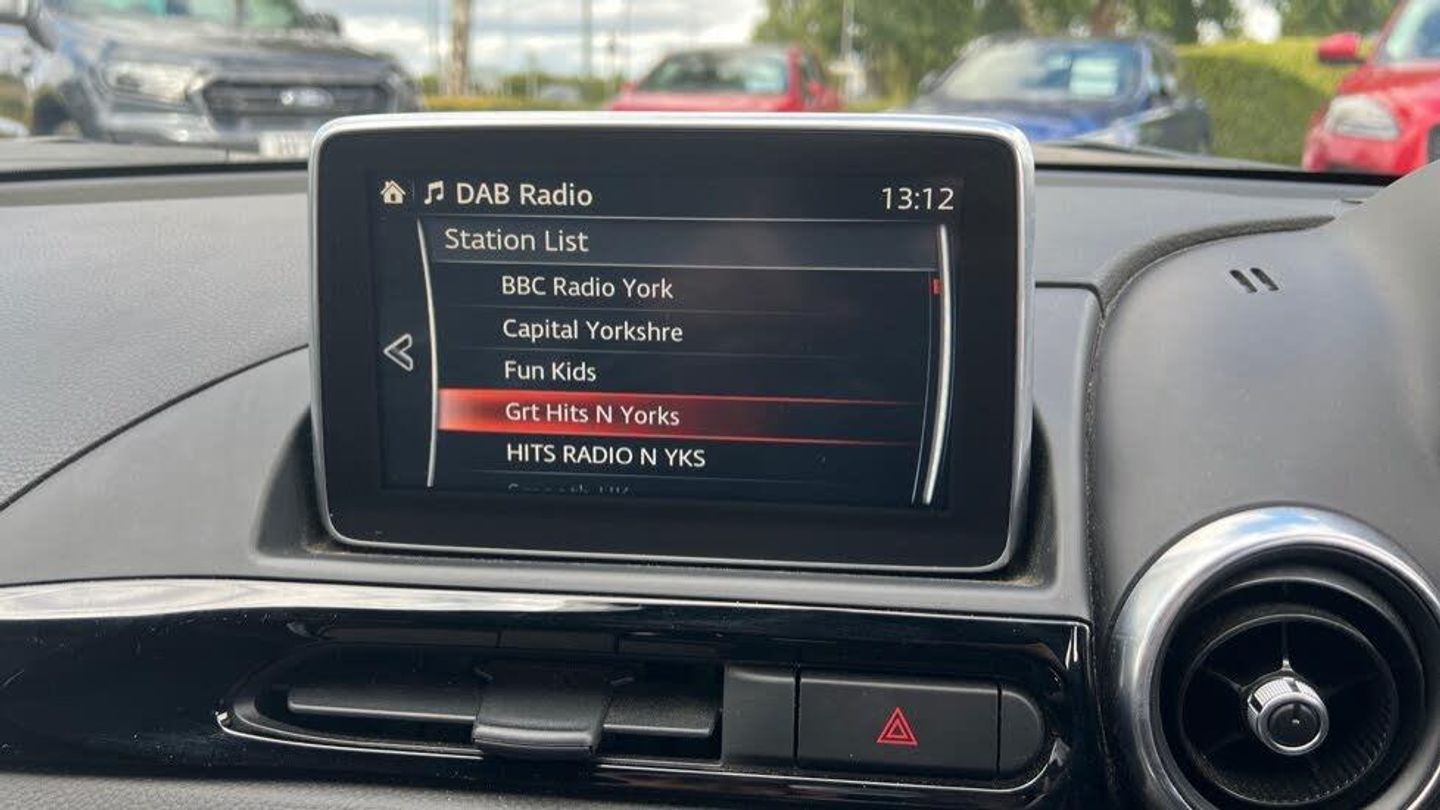 DAB Radio 13:12
Station List
BBC Radio York
Capital Yorkshre
Fun Kids
Grt Hits N Yorks
HITS RADIO N YKS